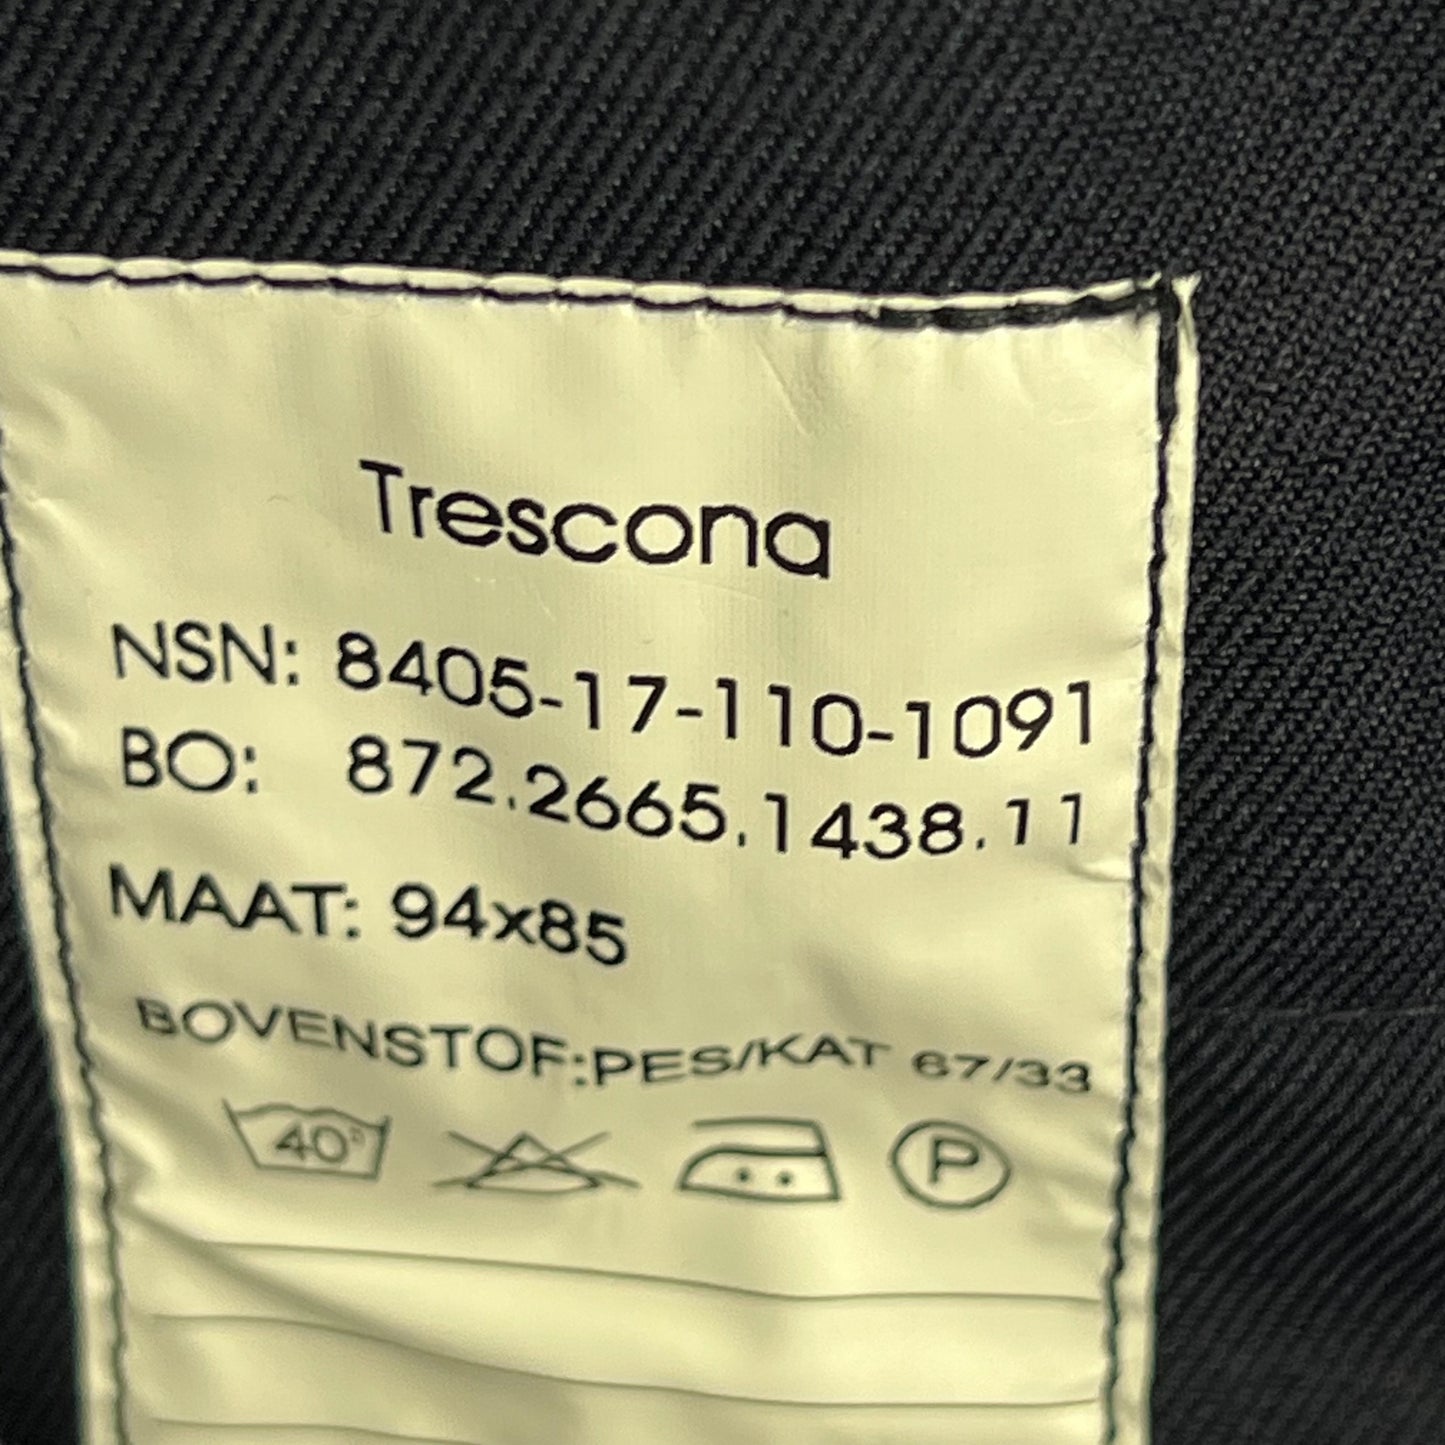 Trescona
NSN: 8405-17-110-1091
BO: 872.2665.1438.11
MAAT: 94x85
BOVENSTOF:PES/KAT 67/33
40°
P